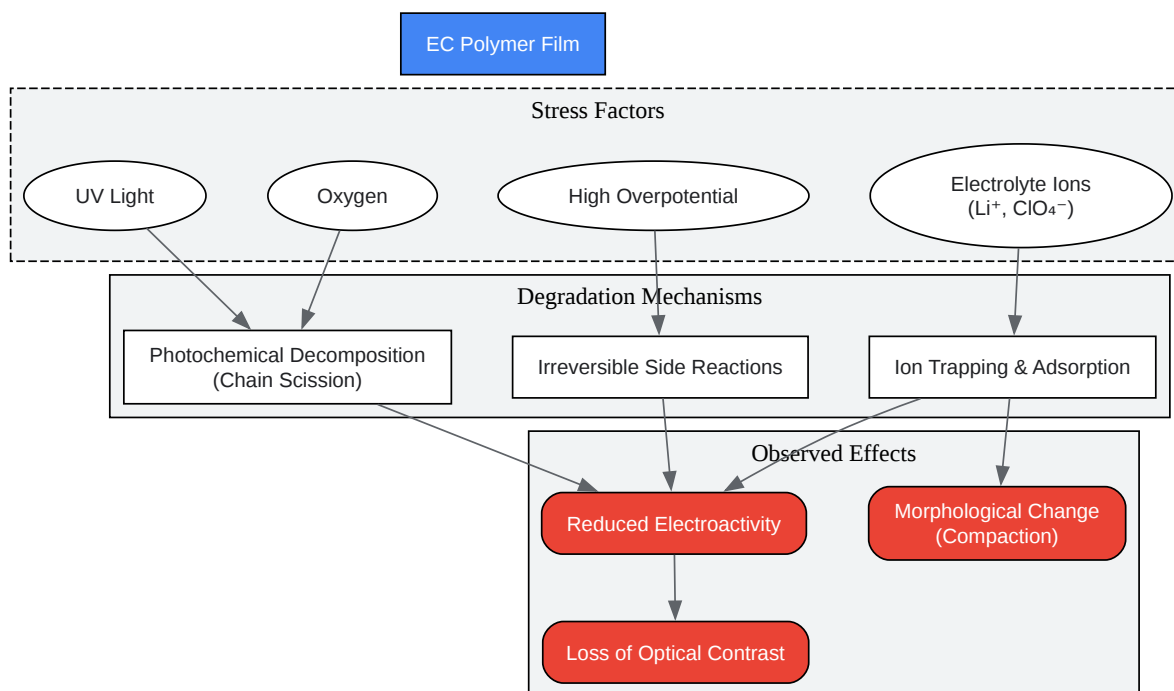 EC Polymer Film
Stress Factors
UV Light
Oxygen
High Overpotential
Electrolyte Ions
(Li⁺, ClO₄⁻)
Degradation Mechanisms
Photochemical Decomposition
(Chain Scission)
Irreversible Side Reactions
Ion Trapping & Adsorption
Observed Effects
Reduced Electroactivity
Morphological Change
(Compaction)
Loss of Optical Contrast